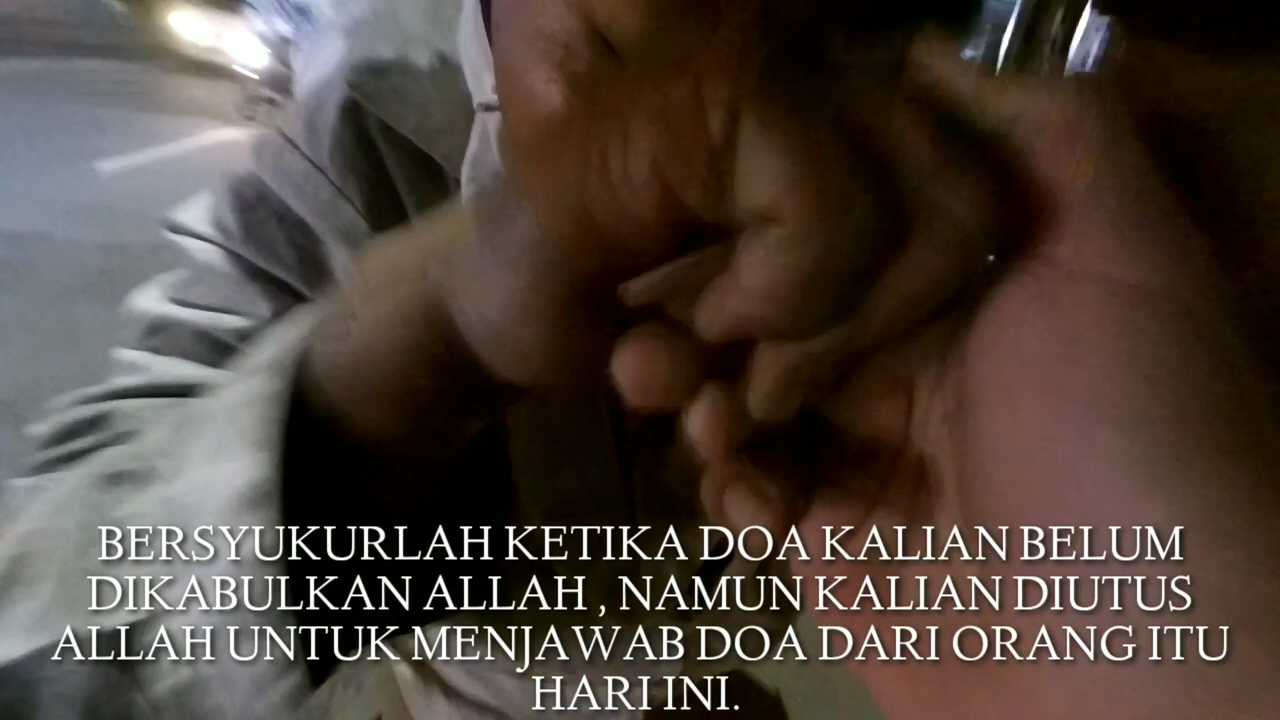 BERSYUKURLAH KETIKA DOA KALIAN BELUM
DIKABULKAN ALLAH , NAMUN KALIAN DIUTUS
ALLAH UNTUK MENJAWAB DOA DARI ORANG ITU
HARI INI.